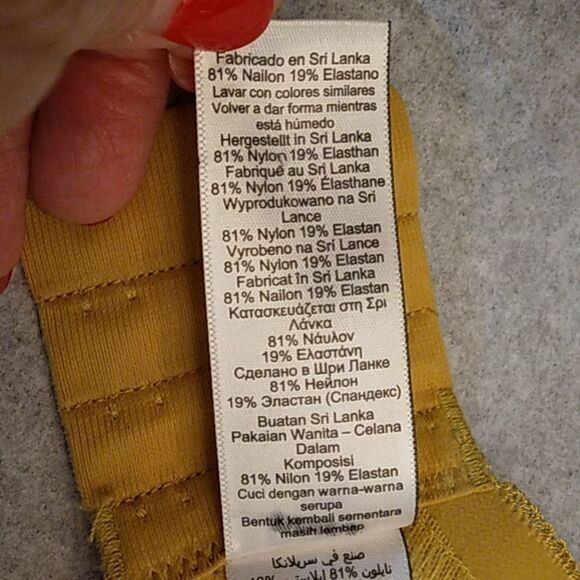 Fabricado en Sri Lanka
81% Nailon 19% Elastano
Lavar con colores similares
Volver a dar forma mientras
está húmedo
Hergestellt in Sri Lanka
81% Nylon 19% Elasthan
Fabriqué au Sri Lanka
81% Nylon 19% Élasthane
Wyprodukowano na Sri
Lance
81% Nylon 19% Elastan
Vyrobeno na Srí Lance
81% Nylon 19% Elastan
Fabricat în Sri Lanka
81% Nailon 19% Elastan
Κατασκευάζεται στη Σρι
Λάνκα
81% Νάυλον
19% Ελαστάνη
Сделано в Шри Ланке
81% Нейлон
19% Эластан (Спандекс)
Buatan Sri Lanka
Pakaian Wanita – Celana
Dalam
Komposisi
81% Nilon 19% Elastan
Cuci dengan warna-warna
serupa
Bentuk kembali sementara
masih lembap
صنع في سريلانكا
نايلون 81%